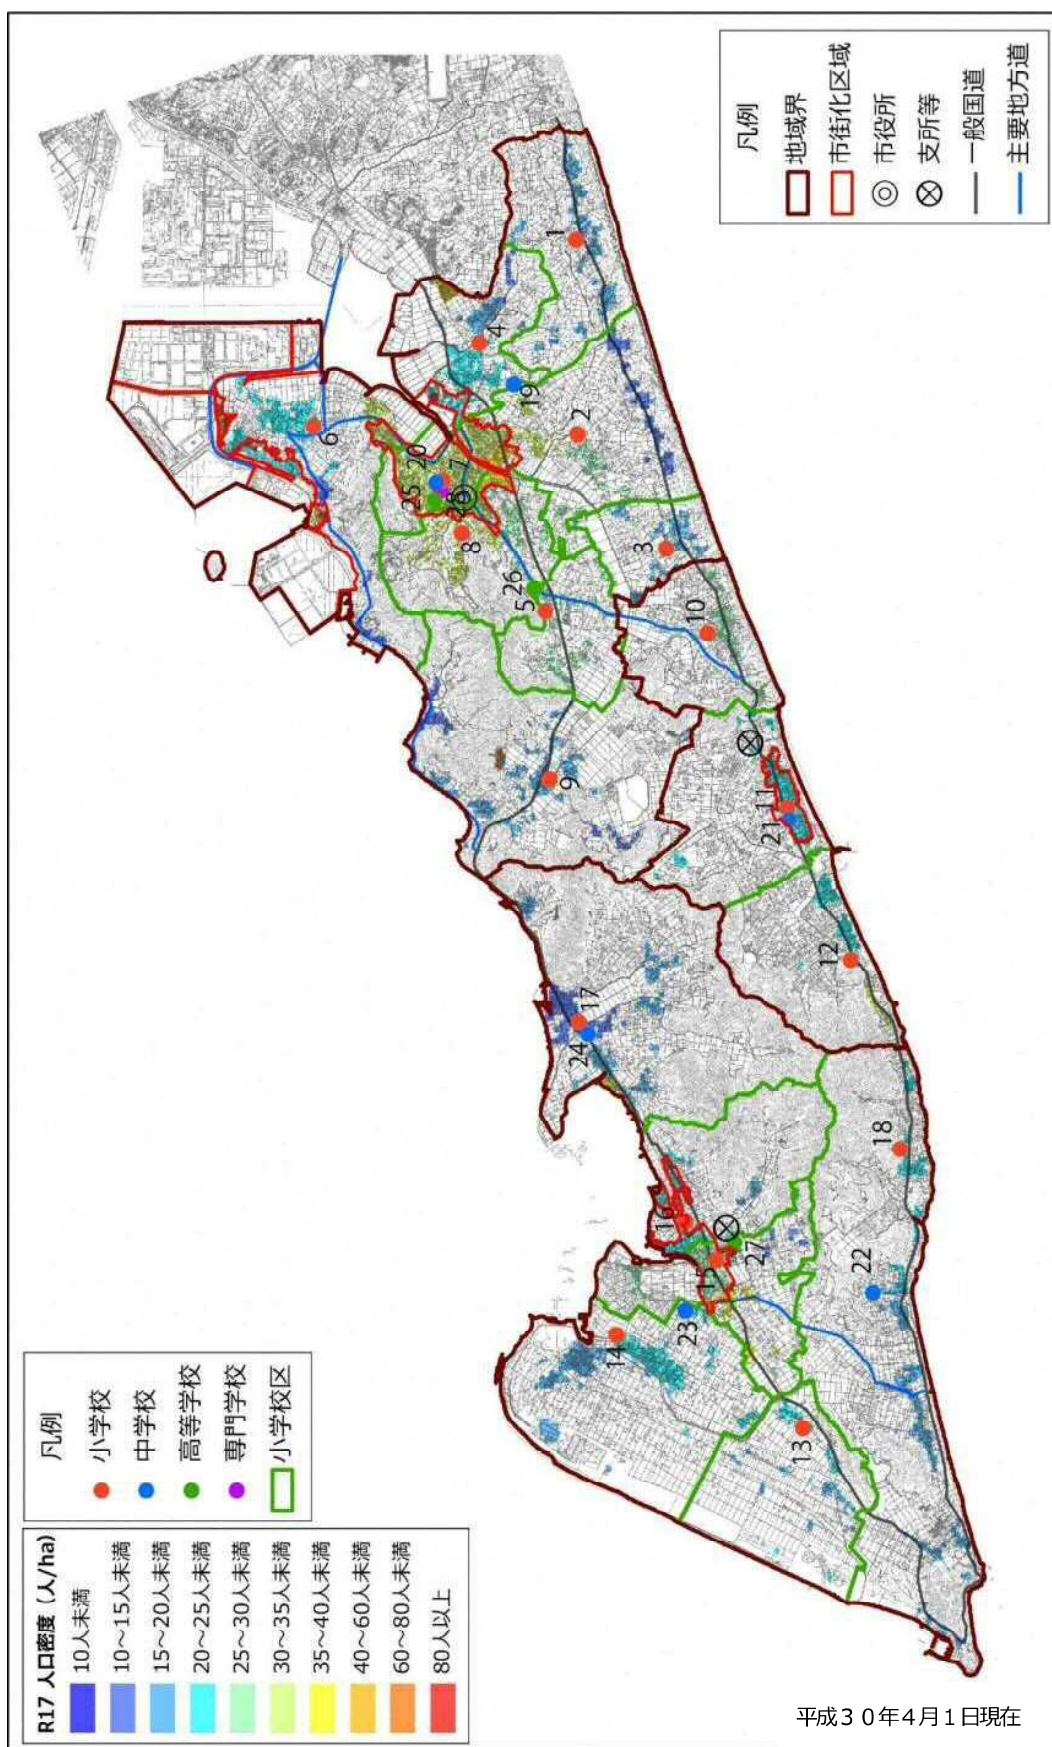 R17 人口密度 (人/ha)
10人未満
10～15人未満
15～20人未満
20～25人未満
25～30人未満
30～35人未満
35～40人未満
40～60人未満
60～80人未満
80人以上
凡例
小学校
中学校
高等学校
専門学校
小学校区
凡例
地域界
市街化区域
市役所
支所等
一般国道
主要地方道
6
20
25
7
28
8
4
19
1
2
26
5
3
10
9
11
21
12
17
24
16
15
27
14
23
13
22
18
平成３０年４月１日現在